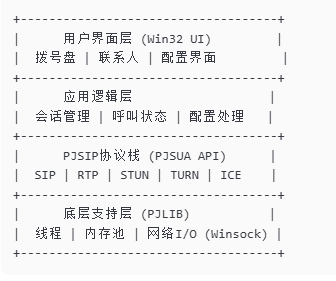 +----------------------------------+
|      用户界面层 (Win32 UI)        |
|  拨号盘 | 联系人 | 配置界面         |
+----------------------------------+
|      应用逻辑层                  |
|  会话管理 | 呼叫状态 | 配置处理   |
+----------------------------------+
|      PJSIP协议栈 (PJSUA API)      |
|  SIP | RTP | STUN | TURN | ICE    |
+----------------------------------+
|      底层支持层 (PJLIB)          |
|  线程 | 内存池 | 网络I/O (Winsock) |
+----------------------------------+